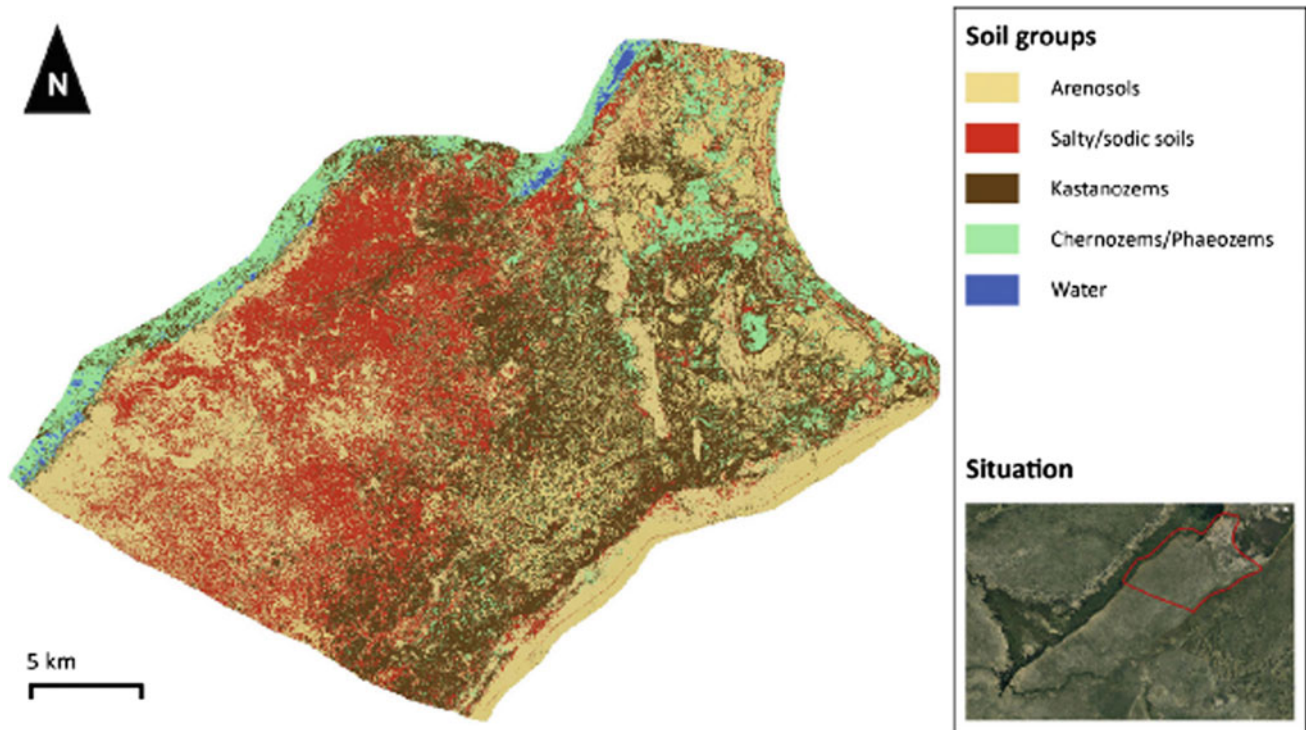 N
Soil groups
Arenosols
Salty/sodic soils
Kastanozems
Chernozems/Phaeozems
Water
Situation
5 km